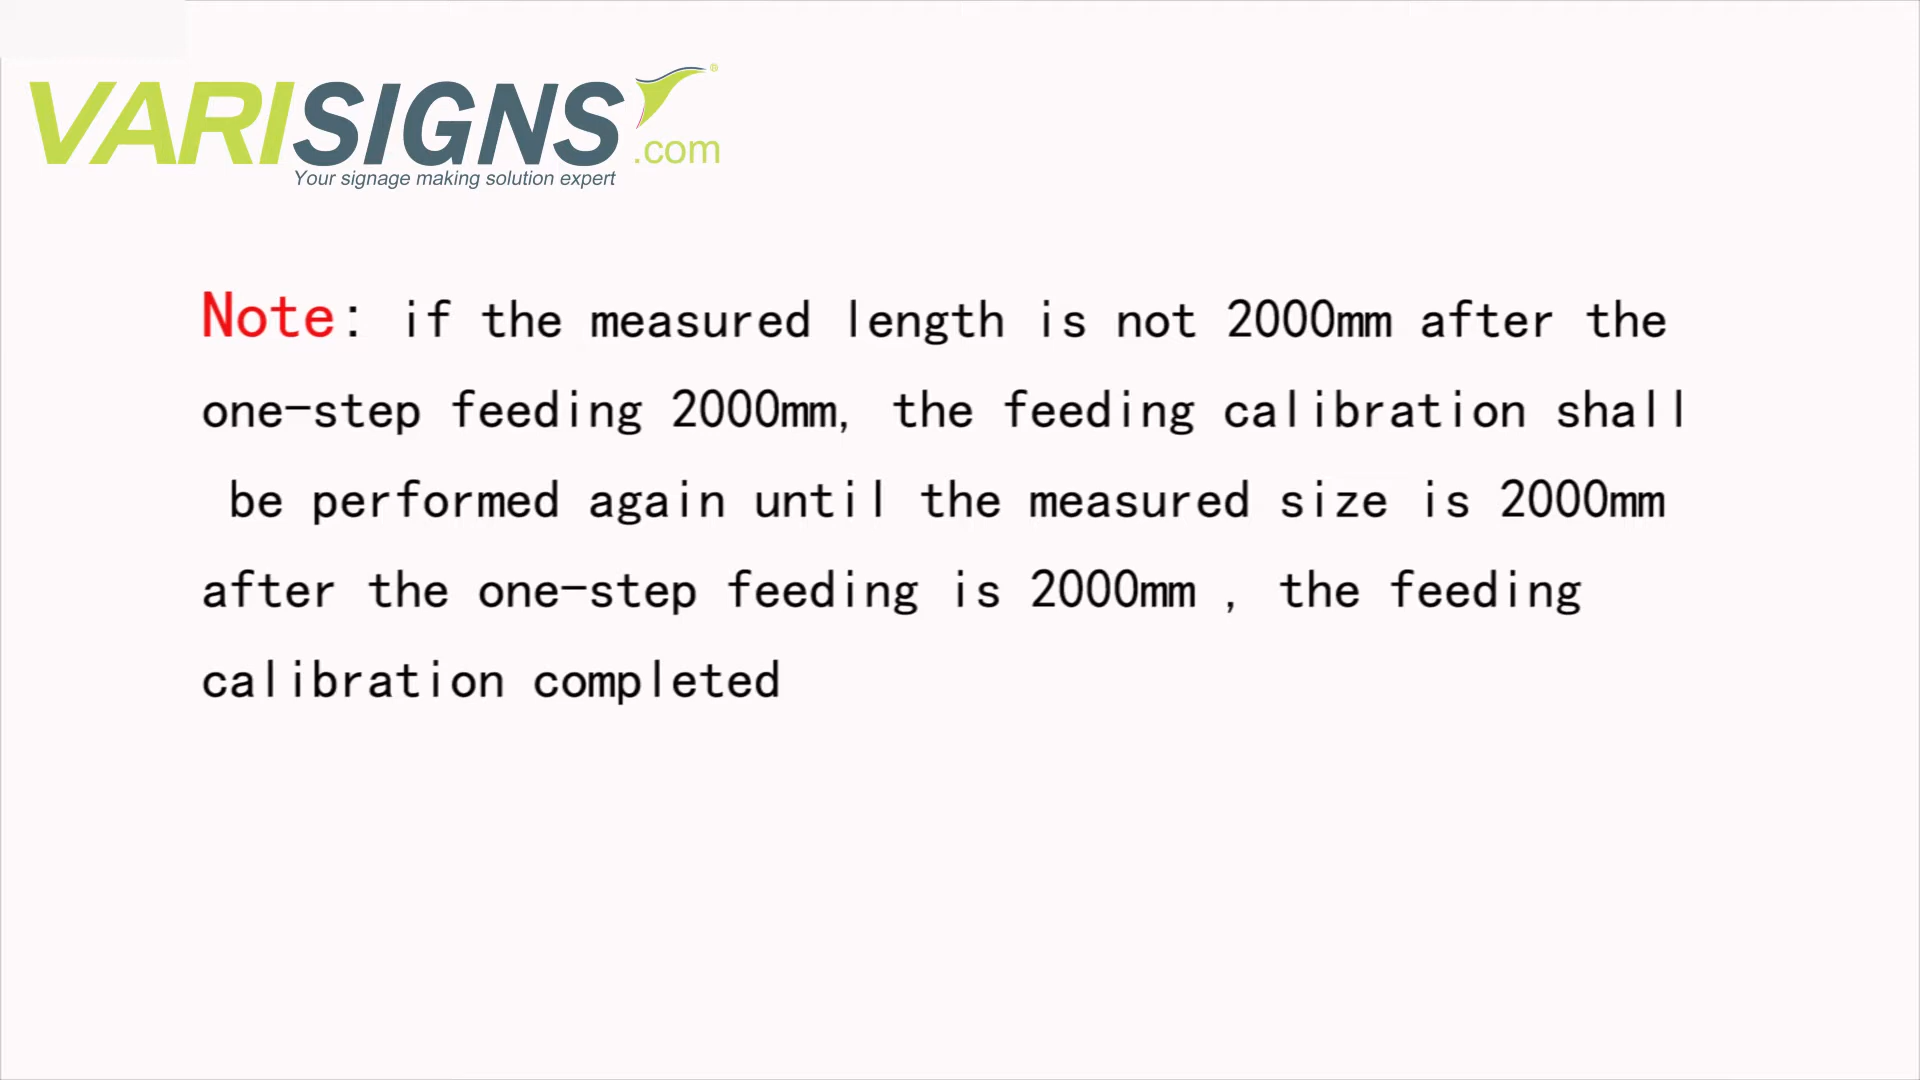 VARISIGNS®
.com
Your signage making solution expert
Note: if the measured length is not 2000mm after the
one-step feeding 2000mm, the feeding calibration shall
be performed again until the measured size is 2000mm
after the one-step feeding is 2000mm , the feeding
calibration completed